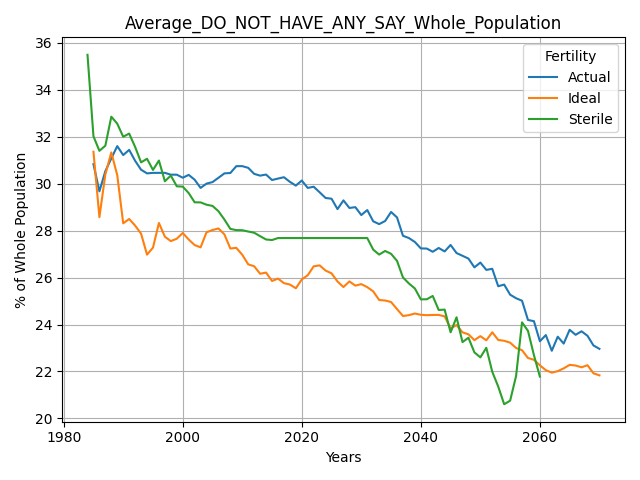 Average_DO_NOT_HAVE_ANY_SAY_Whole_Population
% of Whole Population
36
34
32
30
28
26
24
22
20
Fertility
Actual
Ideal
Sterile
1980
2000
2020
2040
2060
Years